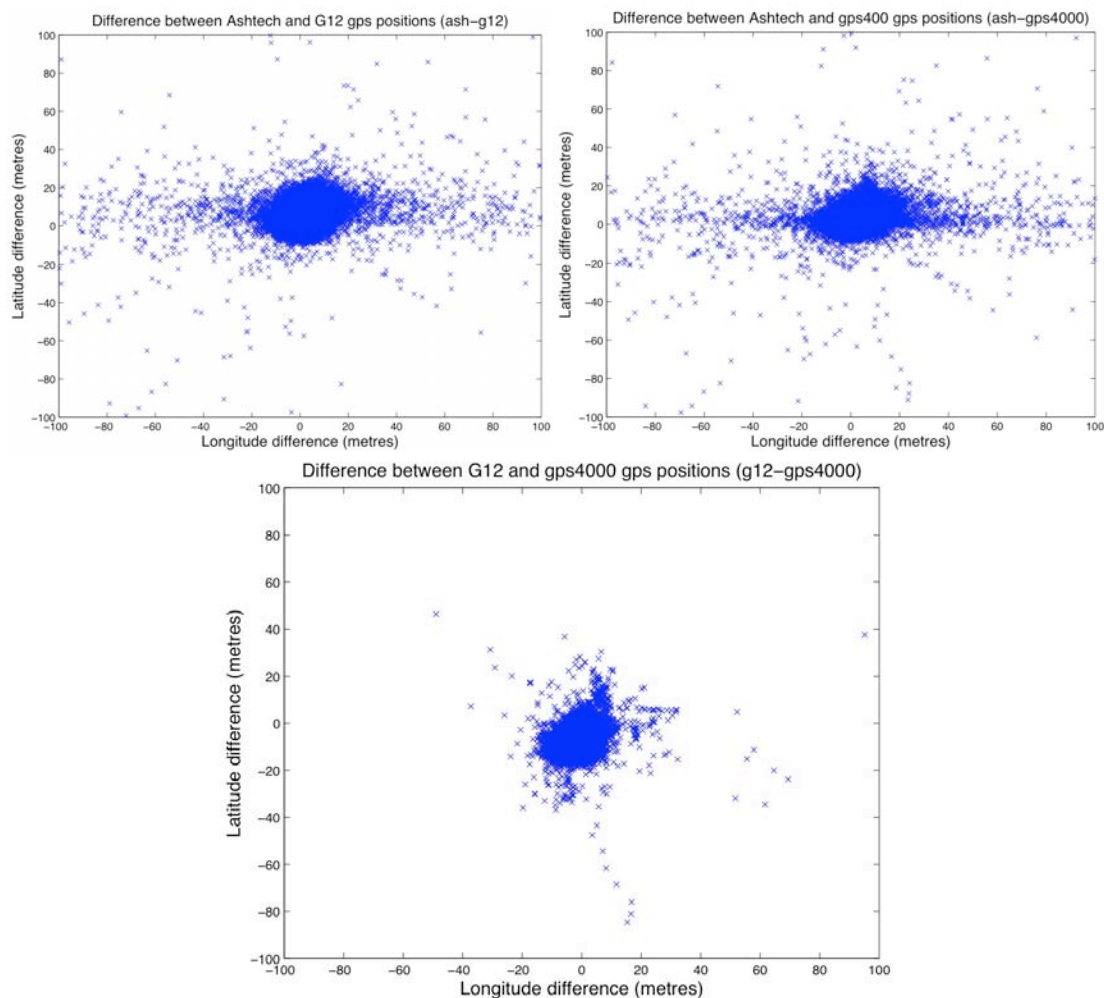 Difference between Ashtech and G12 gps positions (ash-g12)
100
80
60
40
20
0
-20
-40
-60
-80
-100
Latitude difference (metres)
-100 -80 -60 -40 -20 0 20 40 60 80 100
Longitude difference (metres)
Difference between Ashtech and gps400 gps positions (ash-gps4000)
100
80
60
40
20
0
-20
-40
-60
-80
-100
Latitude difference (metres)
-100 -80 -60 -40 -20 0 20 40 60 80 100
Longitude difference (metres)
Difference between G12 and gps4000 gps positions (g12-gps4000)
100
80
60
40
20
0
-20
-40
-60
-80
-100
Latitude difference (metres)
-100 -80 -60 -40 -20 0 20 40 60 80 100
Longitude difference (metres)